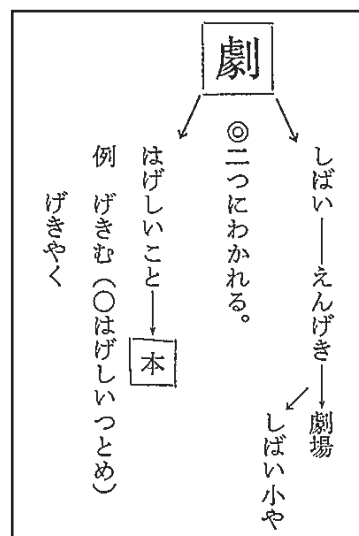 劇
しばい──えんげき→劇場
しばい小や
◎二つにわかれる。
はげしいこと→本
例　げきむ（○はげしいつとめ）
げきやく